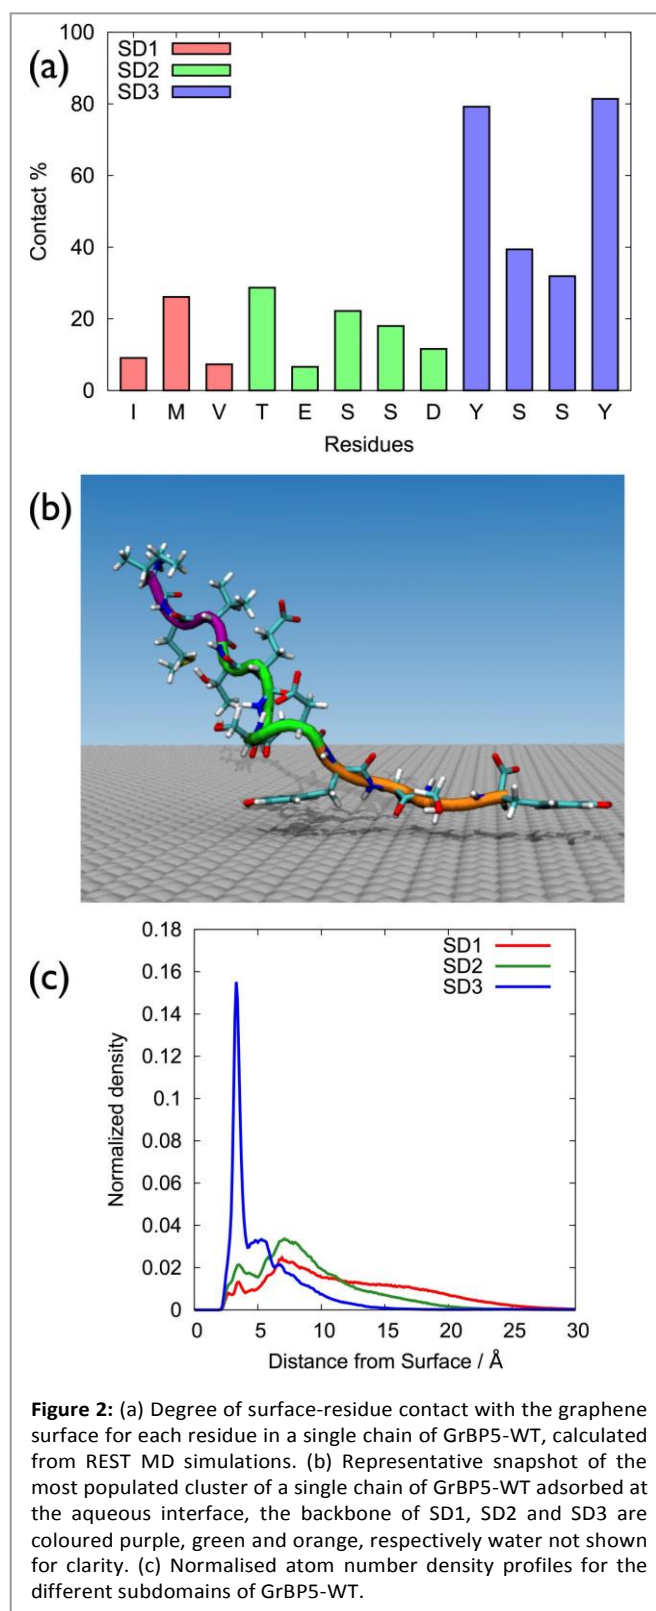 (a)
SD1
SD2
SD3
100
80
60
40
20
0
Contact %
I M V T E S S D Y S S Y
Residues
(b)
(c)
SD1
SD2
SD3
0.18
0.16
0.14
0.12
0.1
0.08
0.06
0.04
0.02
0
Normalized density
0 5 10 15 20 25 30
Distance from Surface / Å
Figure 2: (a) Degree of surface-residue contact with the graphene
surface for each residue in a single chain of GrBP5-WT, calculated
from REST MD simulations. (b) Representative snapshot of the
most populated cluster of a single chain of GrBP5-WT adsorbed at
the aqueous interface, the backbone of SD1, SD2 and SD3 are
coloured purple, green and orange, respectively water not shown
for clarity. (c) Normalised atom number density profiles for the
different subdomains of GrBP5-WT.